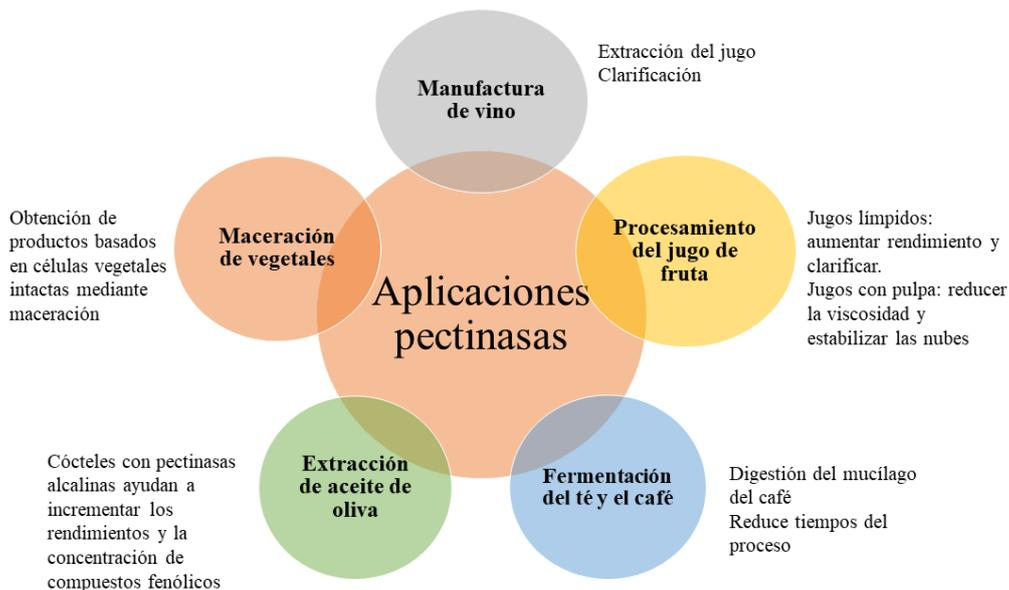 Manufactura
de vino
Extracción del jugo
Clarificación
Procesamiento
del jugo de
fruta
Jugos límpidos:
aumentar rendimiento y
clarificar.
Jugos con pulpa: reducer
la viscosidad y
estabilizar las nubes
Maceración
de vegetales
Obtención de
productos basados
en células vegetales
intactas mediante
maceración
Aplicaciones
pectinasas
Extracción
de aceite de
oliva
Cócteles con pectinasas
alcalinas ayudan a
incrementar los
rendimientos y la
concentración de
compuestos fenólicos
Fermentación
del té y el café
Digestión del mucílago
del café
Reduce tiempos del
proceso